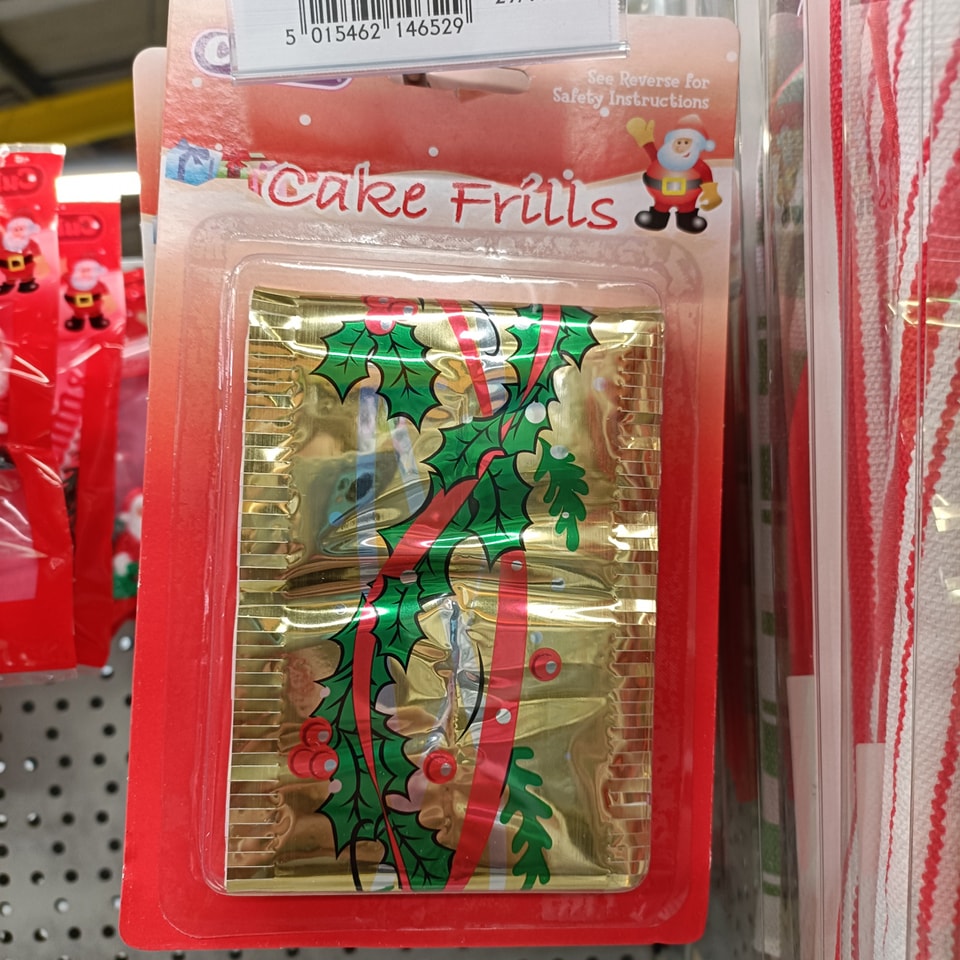 5 015462 146529
See Reverse for
Safety Instructions
Cake Frills